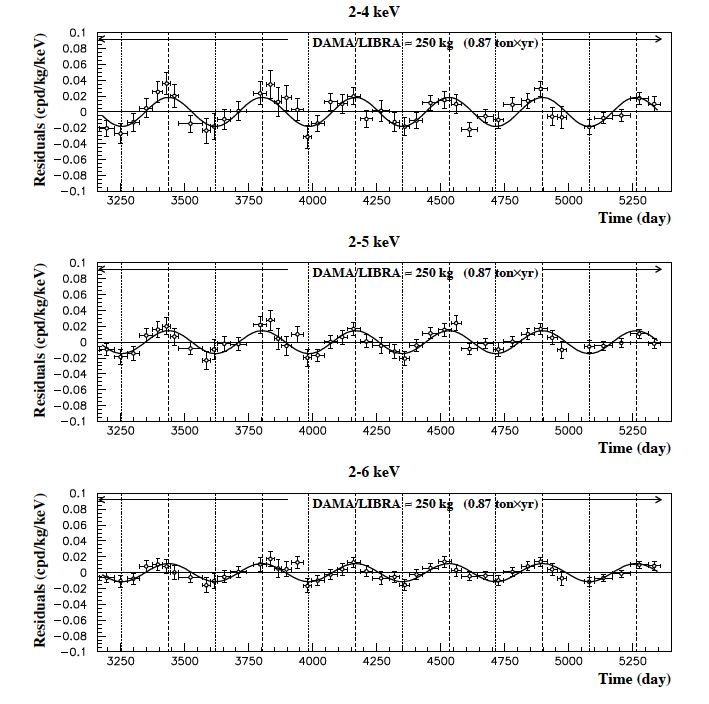 2-4 keV
Residuals (cpd/kg/keV)
0.1
0.08
0.06
0.04
0.02
0
−0.02
−0.04
−0.06
−0.08
−0.1
DAMA/LIBRA ≈ 250 kg (0.87 ton×yr)
3250 3500 3750 4000 4250 4500 4750 5000 5250
Time (day)
2-5 keV
Residuals (cpd/kg/keV)
0.1
0.08
0.06
0.04
0.02
0
−0.02
−0.04
−0.06
−0.08
−0.1
DAMA/LIBRA ≈ 250 kg (0.87 ton×yr)
3250 3500 3750 4000 4250 4500 4750 5000 5250
Time (day)
2-6 keV
Residuals (cpd/kg/keV)
0.1
0.08
0.06
0.04
0.02
0
−0.02
−0.04
−0.06
−0.08
−0.1
DAMA/LIBRA ≈ 250 kg (0.87 ton×yr)
3250 3500 3750 4000 4250 4500 4750 5000 5250
Time (day)